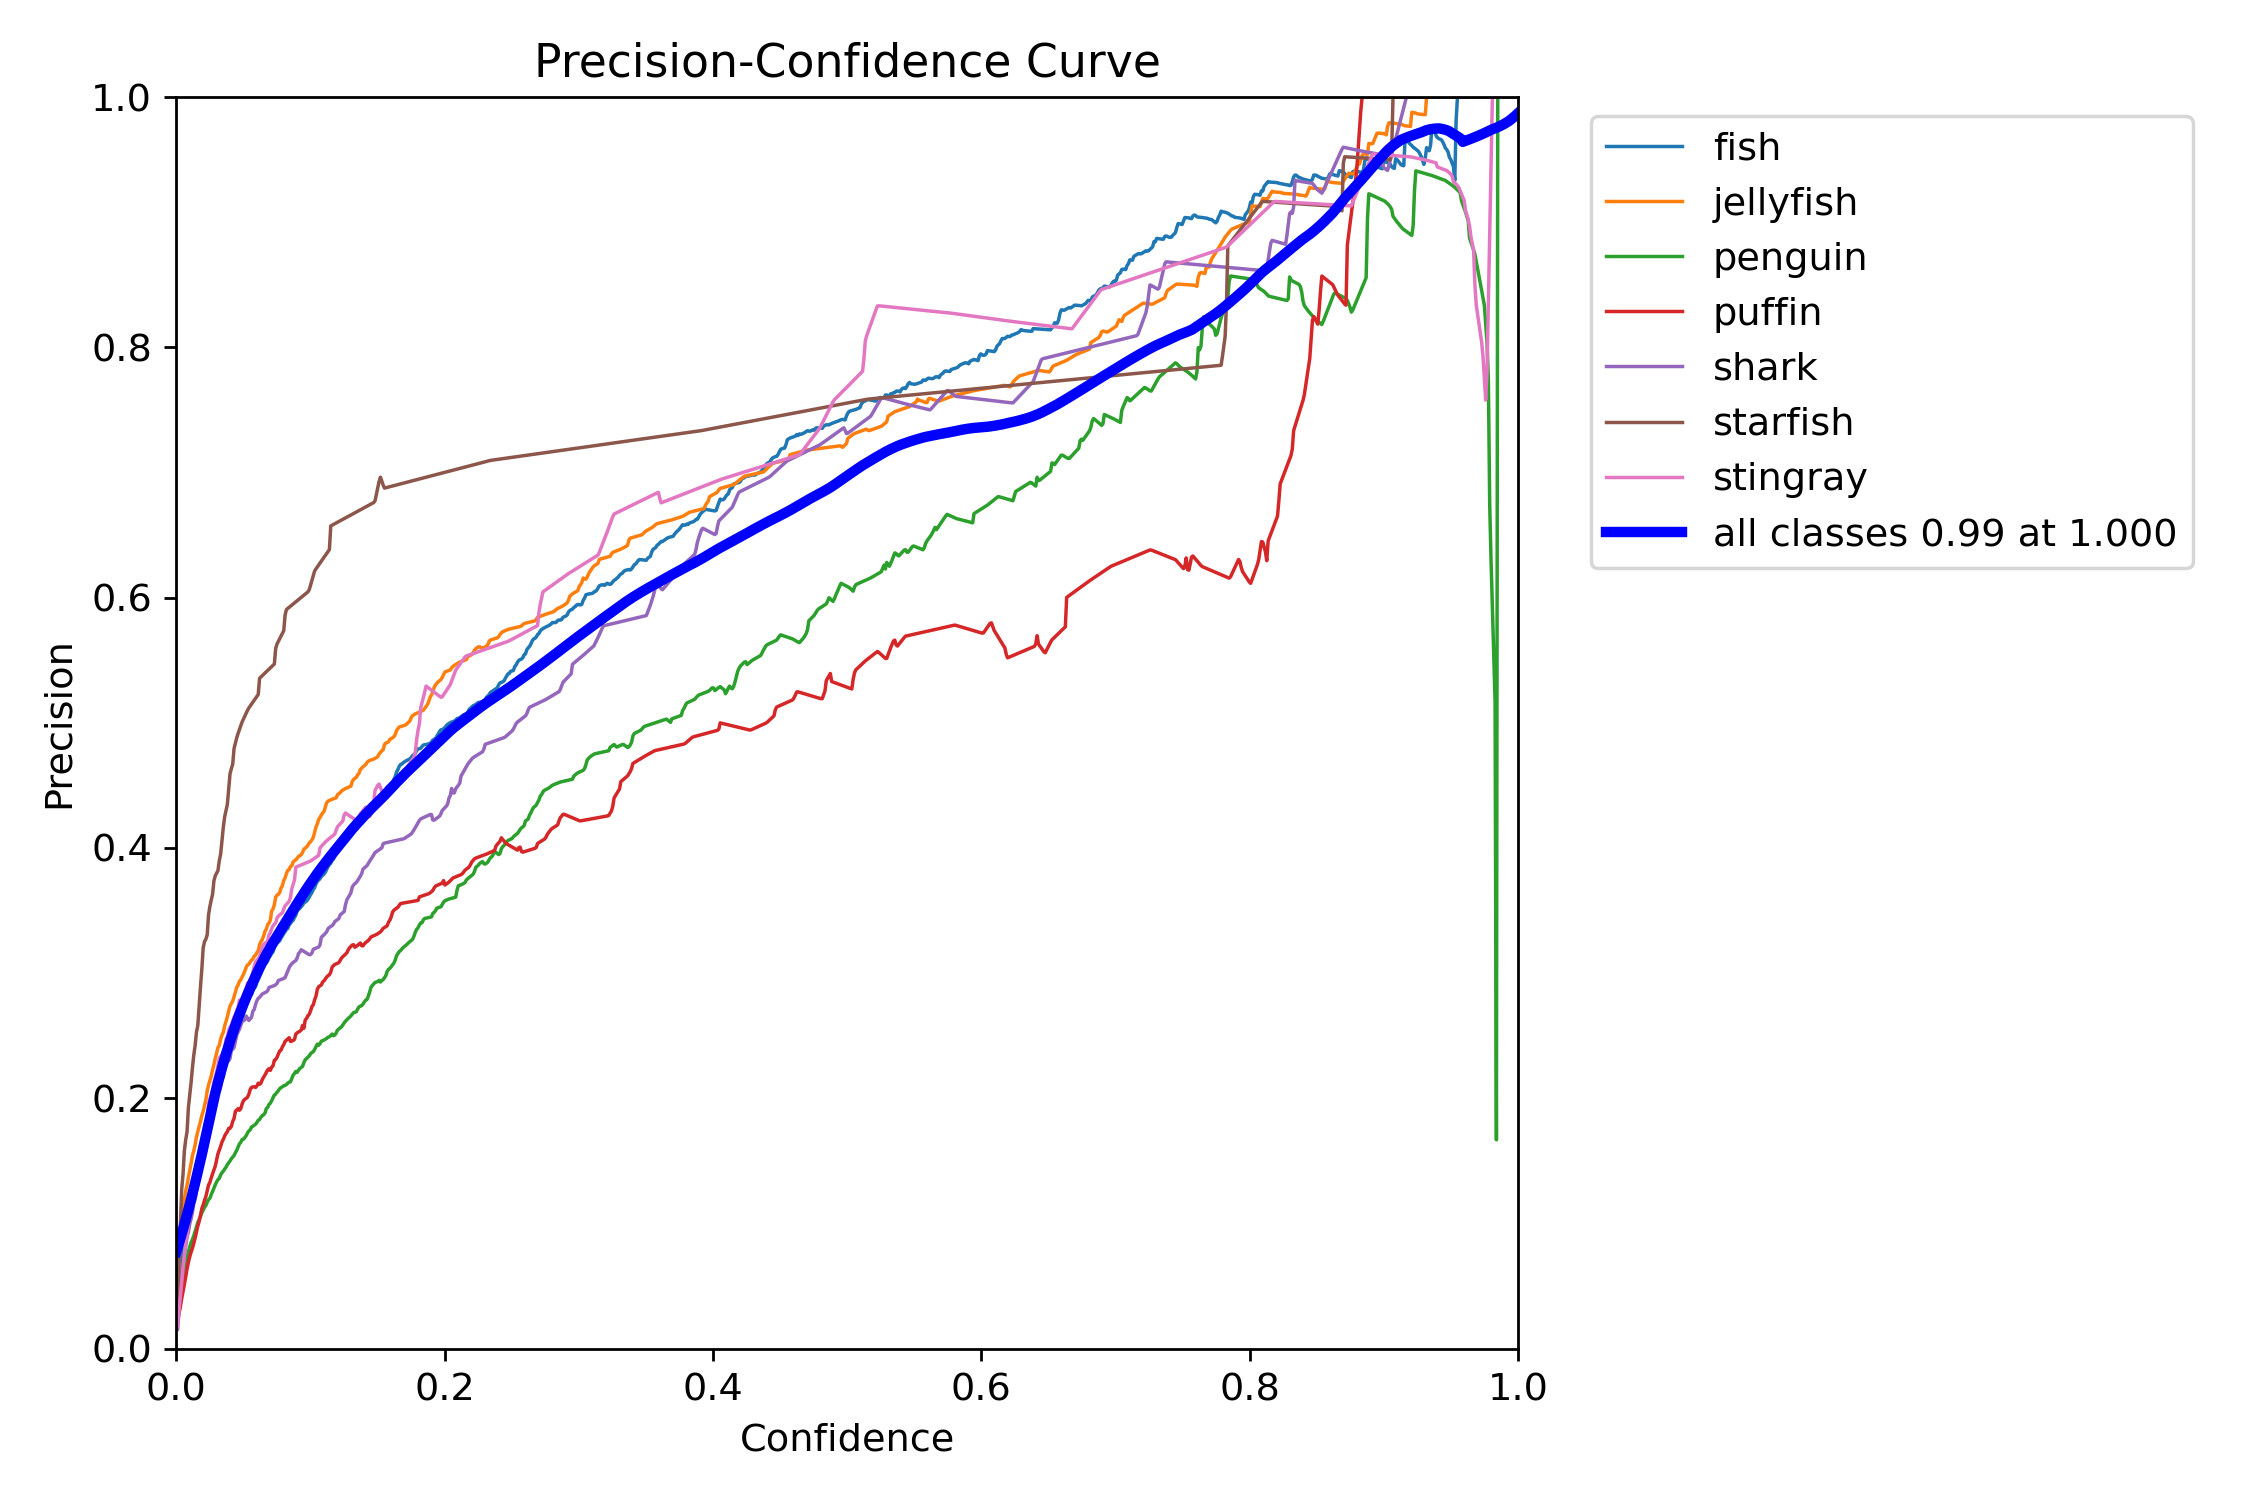 Precision-Confidence Curve
1.0
0.8
0.6
0.4
0.2
0.0
Precision
0.0 0.2 0.4 0.6 0.8 1.0
Confidence
fish
jellyfish
penguin
puffin
shark
starfish
stingray
all classes 0.99 at 1.000